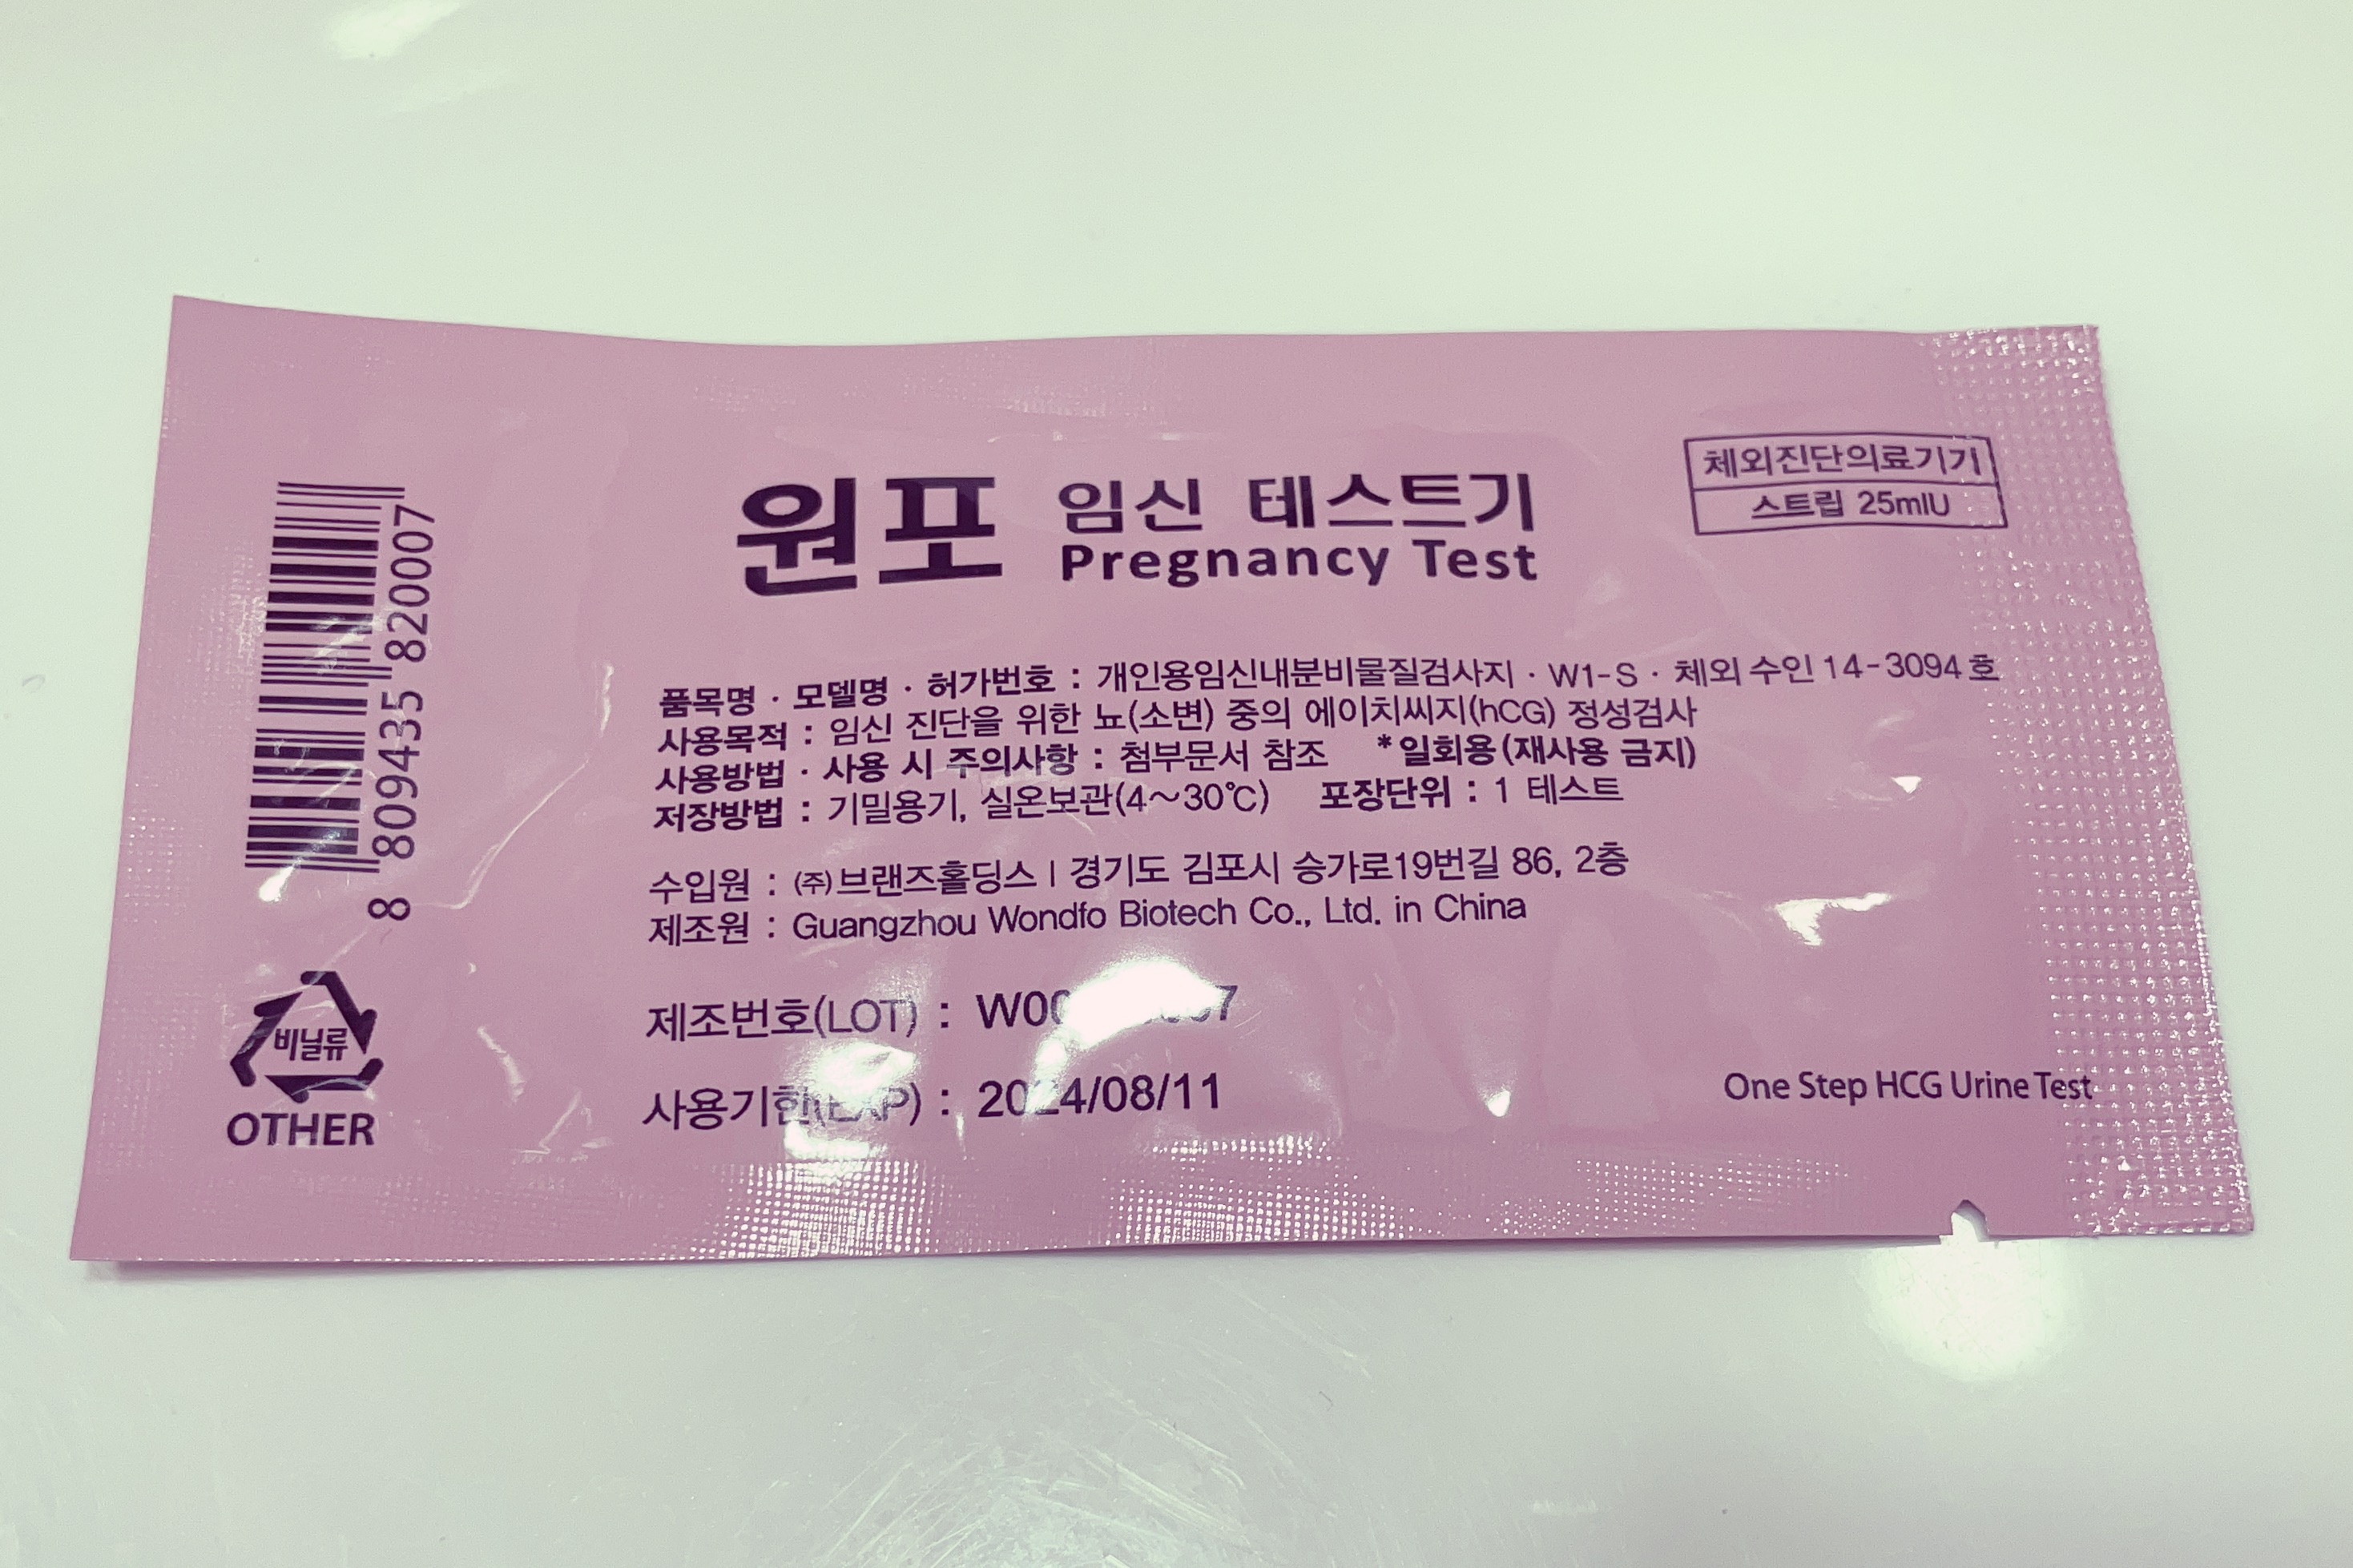 원포 임신 테스트기
Pregnancy Test
체외진단의료기기
스트립 25mIU
품목명 · 모델명 · 허가번호 : 개인용임신내분비물질검사지 · W1-S · 체외 수인 14-3094 호
사용목적 : 임신 진단을 위한 뇨(소변) 중의 에이치씨지(hCG) 정성검사
사용방법 · 사용 시 주의사항 : 첨부문서 참조 *일회용(재사용 금지)
저장방법 : 기밀용기, 실온보관(4~30℃) 포장단위 : 1 테스트
수입원 : ㈜브랜즈홀딩스 | 경기도 김포시 승가로19번길 86, 2층
제조원 : Guangzhou Wondfo Biotech Co., Ltd. in China
제조번호(LOT) :
사용기한(EXP) : 2024/08/11
One Step HCG Urine Test
8 809435 820007
비닐류
OTHER